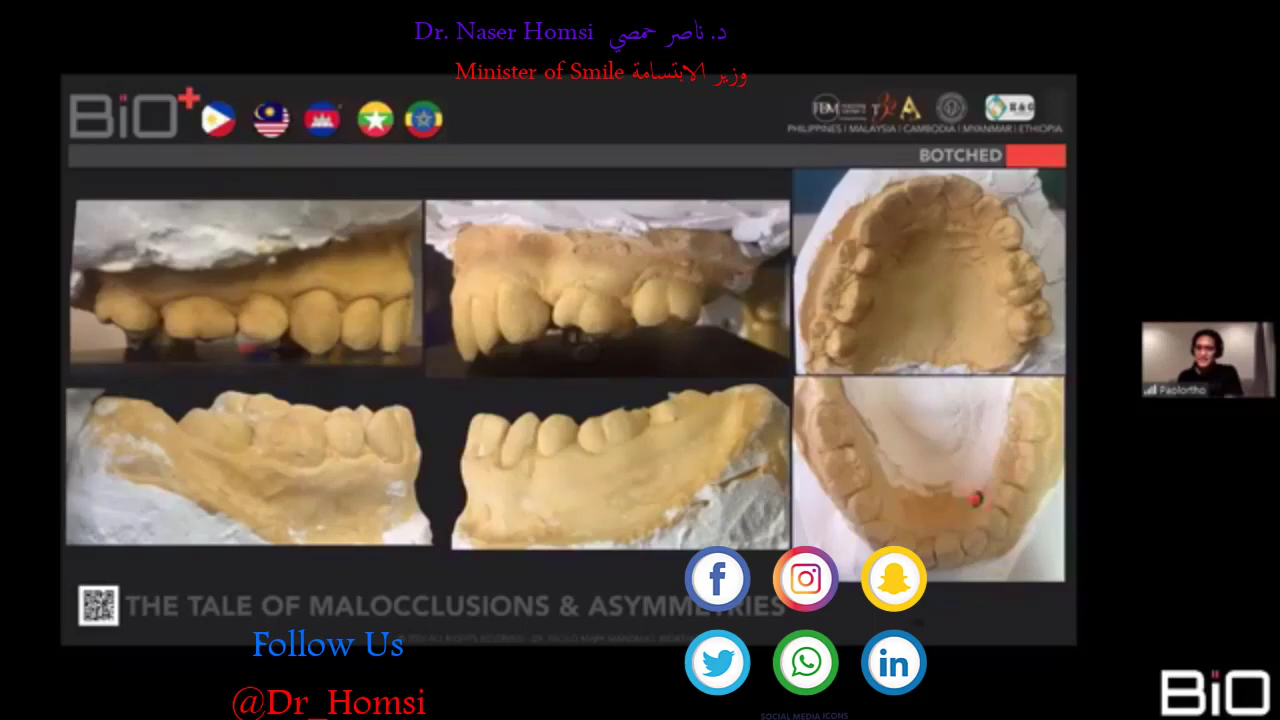 Dr. Naser Homsi د. ناصر حمصي
Minister of Smile وزير الابتسامة
BiO+
PHILIPPINES | MALAYSIA | CAMBODIA | MYANMAR | ETHIOPIA
BOTCHED
Paolortho
THE TALE OF MALOCCLUSIONS & ASYMMETRIES
Follow Us
@Dr_Homsi
SOCIAL MEDIA ICONS
BiO